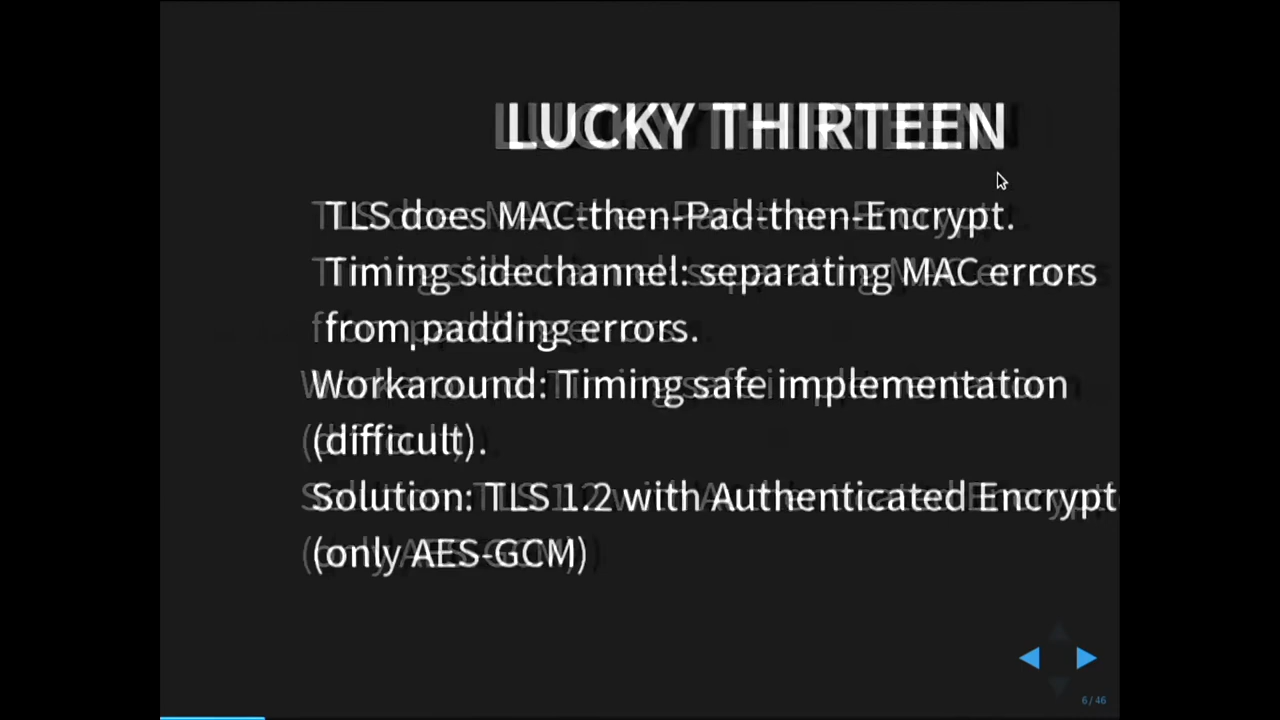 LUCKY THIRTEEN
TLS does MAC-then-Pad-then-Encrypt.
Timing sidechannel: separating MAC errors
from padding errors.
Workaround: Timing safe implementation
(difficult).
Solution: TLS 1.2 with Authenticated Encrypt
(only AES-GCM)
6 / 46